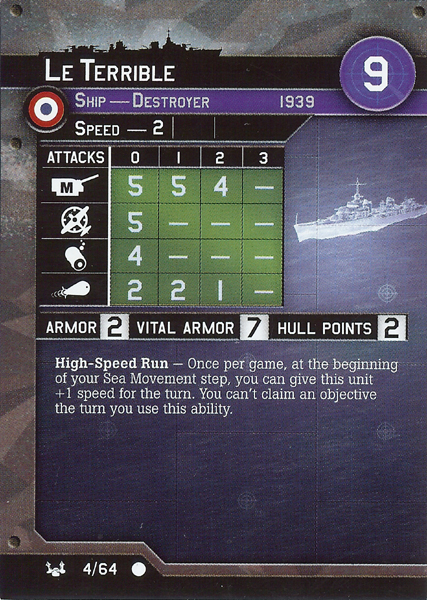 Le Terrible
9
Ship — Destroyer 1939
Speed — 2
ATTACKS 0 1 2 3
M 5 5 4 —
5 — — —
4 — — —
2 2 1 —
ARMOR 2 VITAL ARMOR 7 HULL POINTS 2
High-Speed Run — Once per game, at the beginning
of your Sea Movement step, you can give this unit
+1 speed for the turn. You can't claim an objective
the turn you use this ability.
4/64